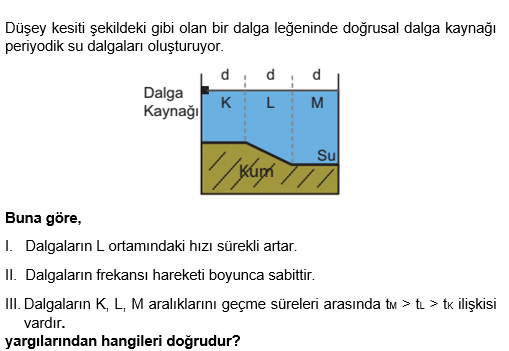 Düşey kesiti şekildeki gibi olan bir dalga leğeninde doğrusal dalga kaynağı
periyodik su dalgaları oluşturuyor.
d d d
Dalga
Kaynağı
K L M
Su
Kum
Buna göre,
I. Dalgaların L ortamındaki hızı sürekli artar.
II. Dalgaların frekansı hareketi boyunca sabittir.
III. Dalgaların K, L, M aralıklarını geçme süreleri arasında tM > tL > tK ilişkisi
vardır.
yargılarından hangileri doğrudur?